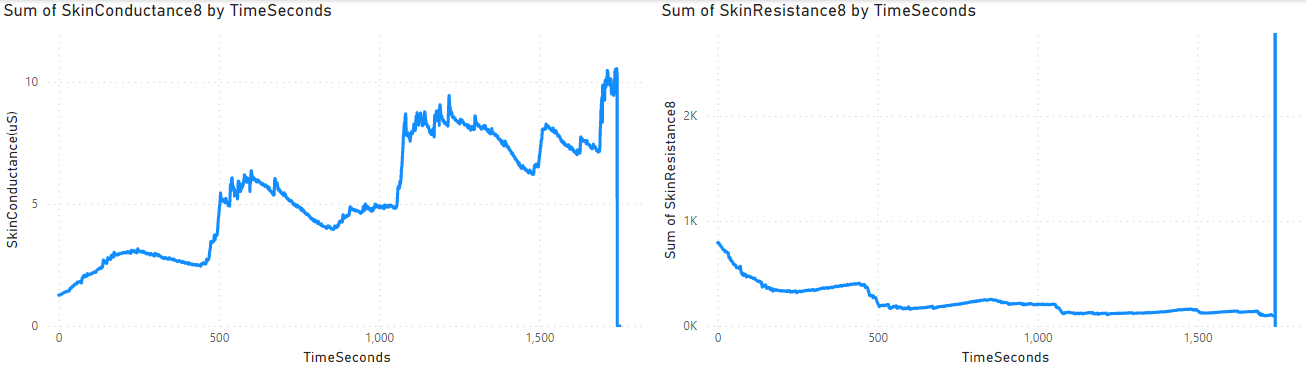 Sum of SkinConductance8 by TimeSeconds
SkinConductance(uS)
10
5
0
0
500
1,000
1,500
TimeSeconds
Sum of SkinResistance8 by TimeSeconds
Sum of SkinResistance8
2K
1K
0K
0
500
1,000
1,500
TimeSeconds